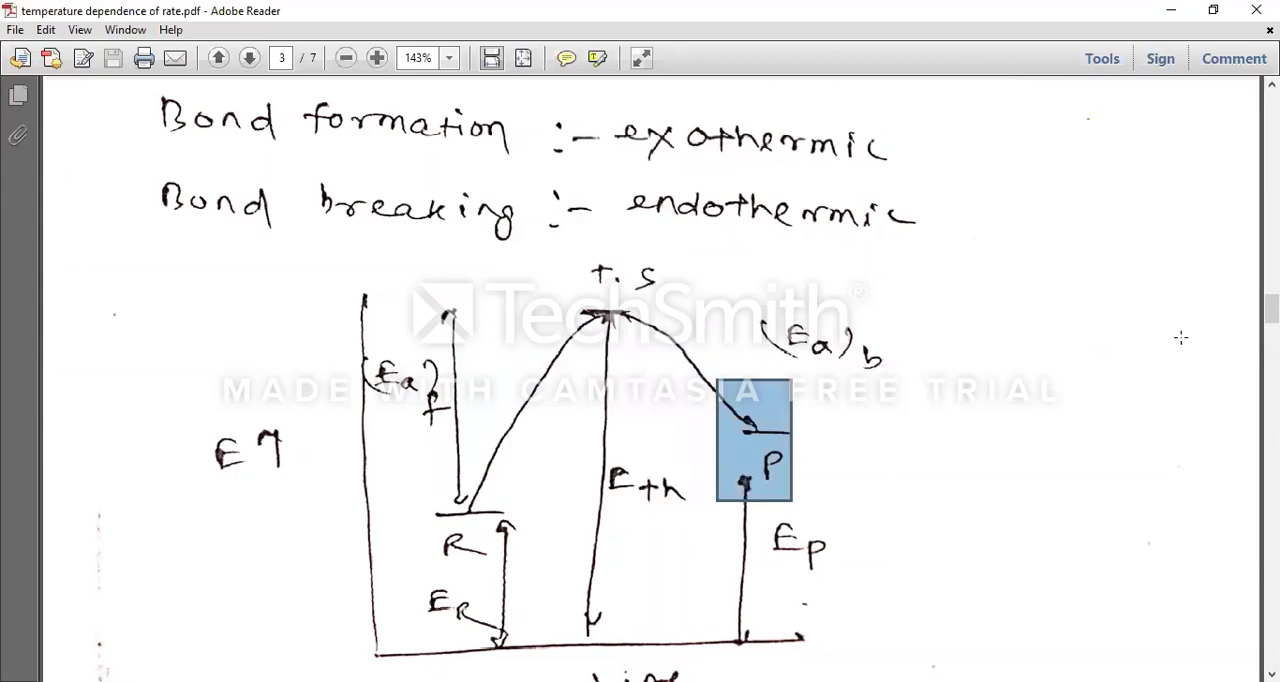 temperature dependence of rate.pdf - Adobe Reader
File Edit View Window Help
3 / 7 143% Tools Sign Comment
Bond formation :- exothermic
Bond breaking :- endothermic
T. S
TechSmith®
(Ea)b
(Ea)f
MADE WITH CAMTASIA FREE TRIAL
E↑
P
Eth
R
Ep
ER